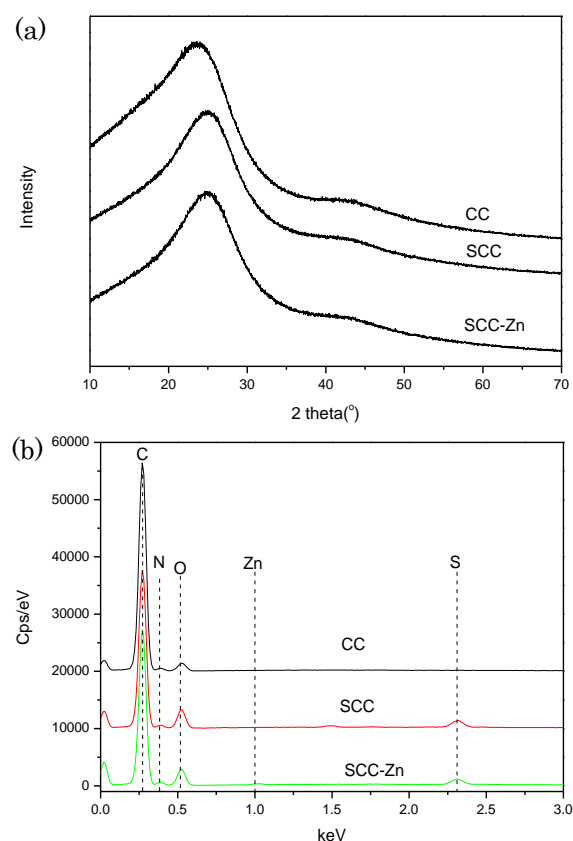 (a)
Intensity
CC
SCC
SCC-Zn
10 20 30 40 50 60 70
2 theta(°)
(b)
60000
50000
40000
30000
20000
10000
0
Cps/eV
C
N
O
Zn
S
CC
SCC
SCC-Zn
0.0 0.5 1.0 1.5 2.0 2.5 3.0
keV